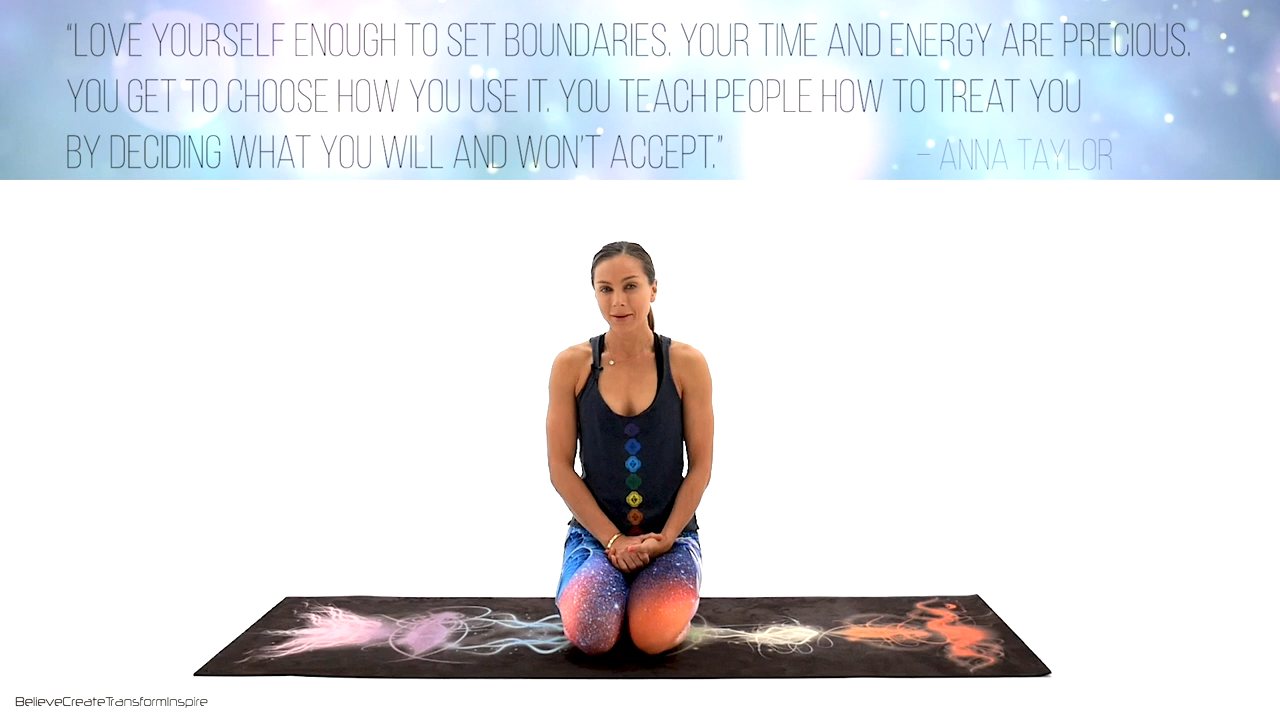 “LOVE YOURSELF ENOUGH TO SET BOUNDARIES. YOUR TIME AND ENERGY ARE PRECIOUS.
YOU GET TO CHOOSE HOW YOU USE IT. YOU TEACH PEOPLE HOW TO TREAT YOU
BY DECIDING WHAT YOU WILL AND WON’T ACCEPT.”
– ANNA TAYLOR
BelieveCreateTransformInspire